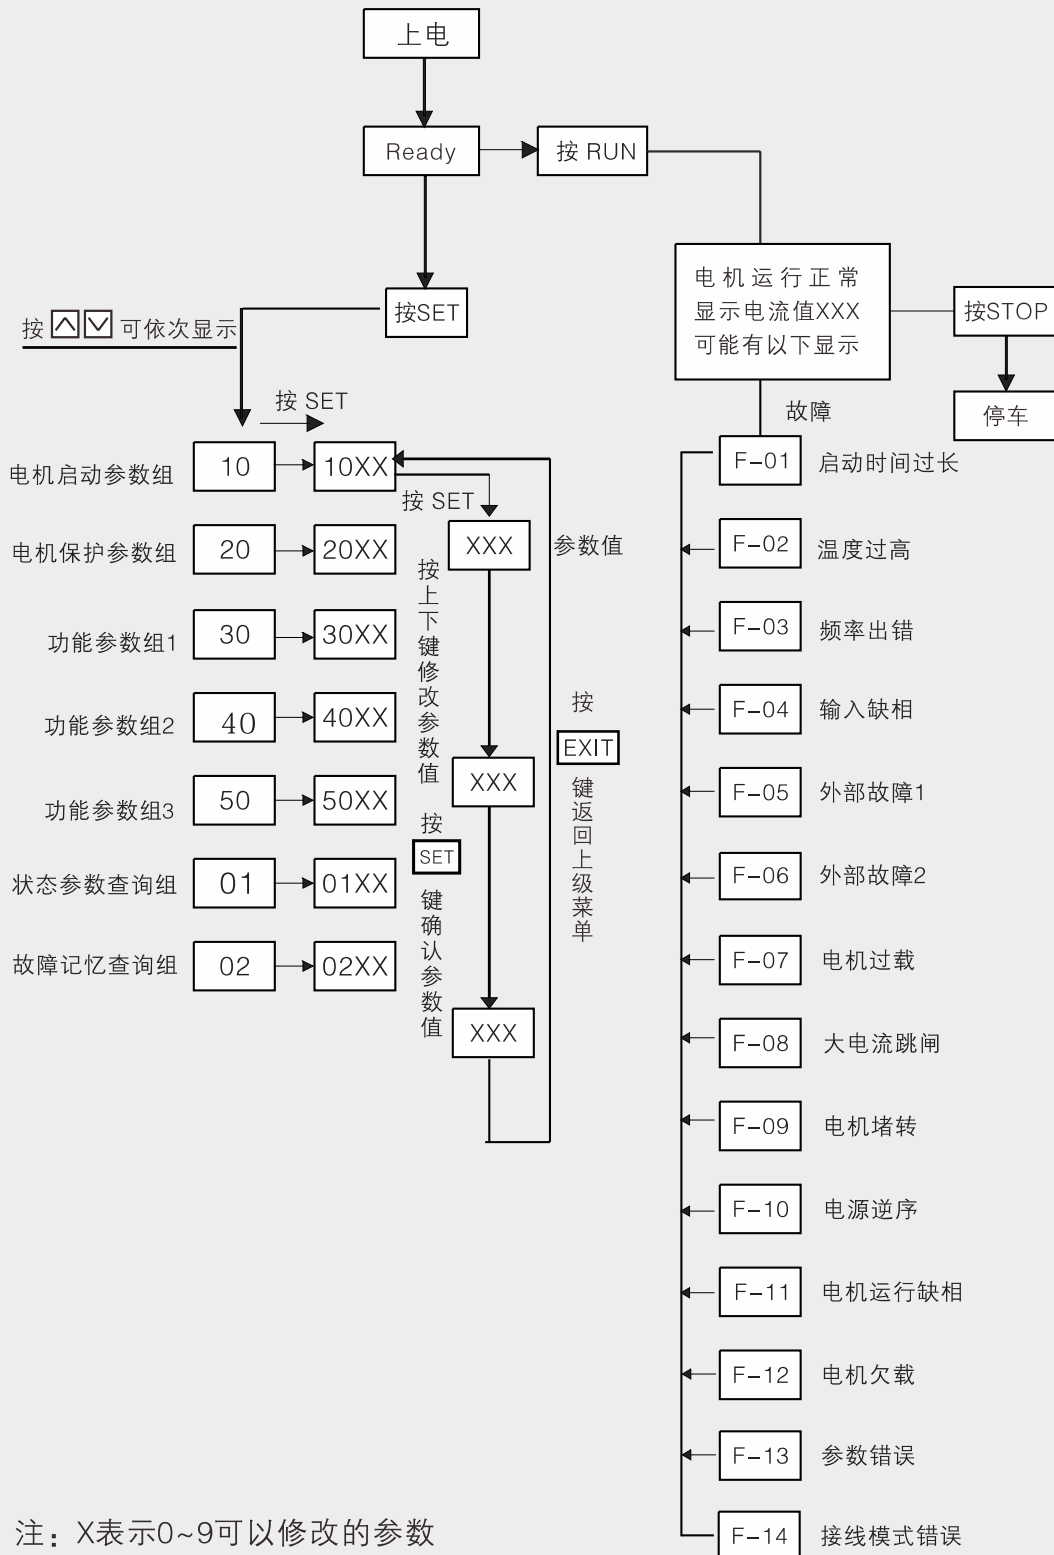 上电
Ready
按 RUN
按SET
按 可依次显示
按 SET
电机运行正常
显示电流值XXX
可能有以下显示
按STOP
停车
故障
电机启动参数组 10 10XX
电机保护参数组 20 20XX
功能参数组1 30 30XX
功能参数组2 40 40XX
功能参数组3 50 50XX
状态参数查询组 01 01XX
故障记忆查询组 02 02XX
按 SET
XXX 参数值
按上下键修改参数值
XXX
按
SET
键确认参数值
XXX
按
EXIT
键返回上级菜单
F-01 启动时间过长
F-02 温度过高
F-03 频率出错
F-04 输入缺相
F-05 外部故障1
F-06 外部故障2
F-07 电机过载
F-08 大电流跳闸
F-09 电机堵转
F-10 电源逆序
F-11 电机运行缺相
F-12 电机欠载
F-13 参数错误
F-14 接线模式错误
注：X表示0~9可以修改的参数